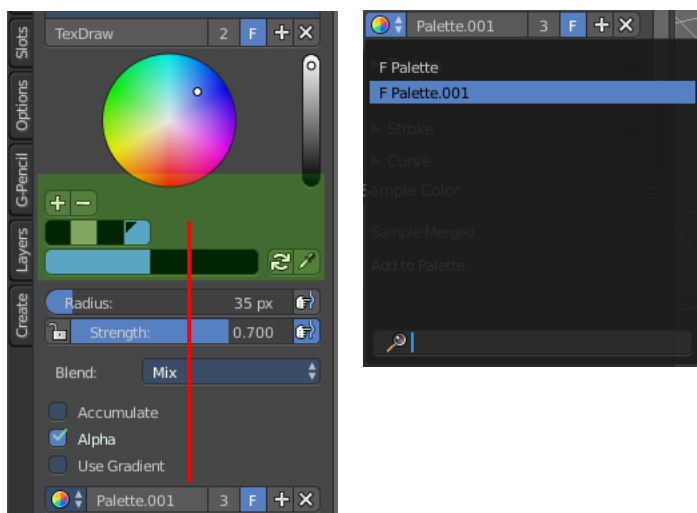 Slots
Options
G-Pencil
Layers
Create
TexDraw 2 F
Radius: 35 px
Strength: 0.700
Blend: Mix
Accumulate
Alpha
Use Gradient
Palette.001 3 F
Palette.001 3 F
F Palette
F Palette.001
Stroke
Curve
Sample Color
Sample Merged
Add to Palette